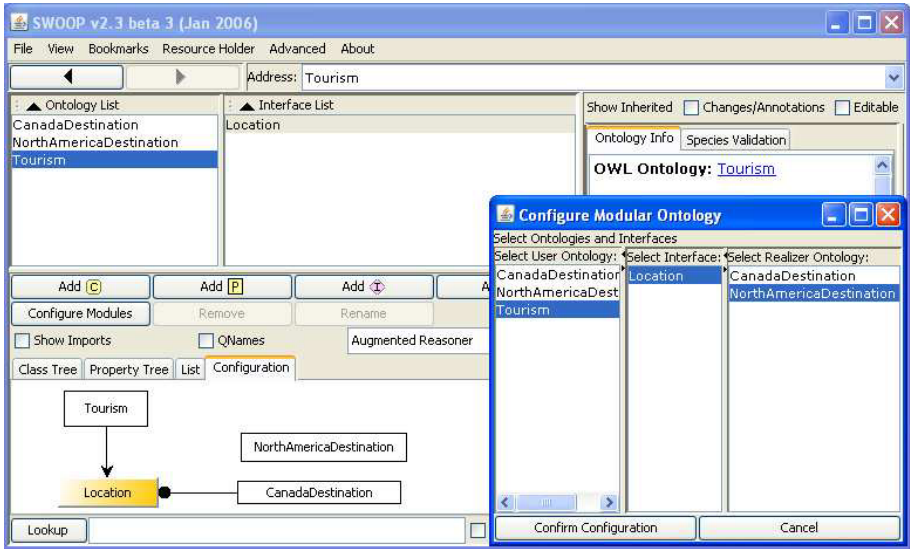 SWOOP v2.3 beta 3 (Jan 2006)
File View Bookmarks Resource Holder Advanced About
Address: Tourism
Ontology List
CanadaDestination
NorthAmericaDestination
Tourism
Interface List
Location
Show Inherited Changes/Annotations Editable
Ontology Info Species Validation
OWL Ontology: Tourism
Add C Add P Add I A
Configure Modules Remove Rename
Show Imports QNames Augmented Reasoner
Class Tree Property Tree List Configuration
Tourism
NorthAmericaDestination
Location
CanadaDestination
Lookup
Configure Modular Ontology
Select Ontologies and Interfaces
Select User Ontology: Select Interface: Select Realizer Ontology:
CanadaDestination Location CanadaDestination
NorthAmericaDest NorthAmericaDestination
Tourism
Confirm Configuration Cancel